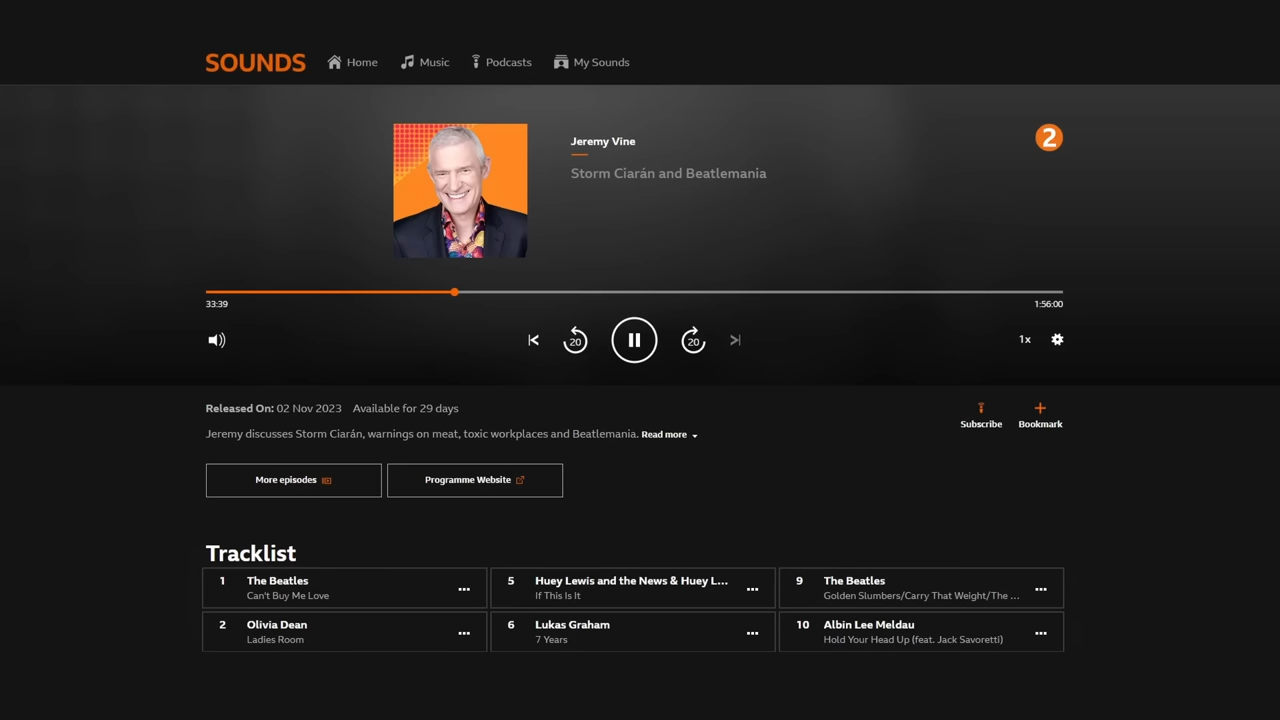 SOUNDS Home Music Podcasts My Sounds
Jeremy Vine
2
Storm Ciarán and Beatlemania
33:39 1:56:00
20 20 1x
Released On: 02 Nov 2023 Available for 29 days
Subscribe Bookmark
Jeremy discusses Storm Ciarán, warnings on meat, toxic workplaces and Beatlemania. Read more
More episodes Programme Website
Tracklist
1 The Beatles
Can't Buy Me Love
5 Huey Lewis and the News & Huey L...
If This Is It
9 The Beatles
Golden Slumbers/Carry That Weight/The ...
2 Olivia Dean
Ladies Room
6 Lukas Graham
7 Years
10 Albin Lee Meldau
Hold Your Head Up (feat. Jack Savoretti)